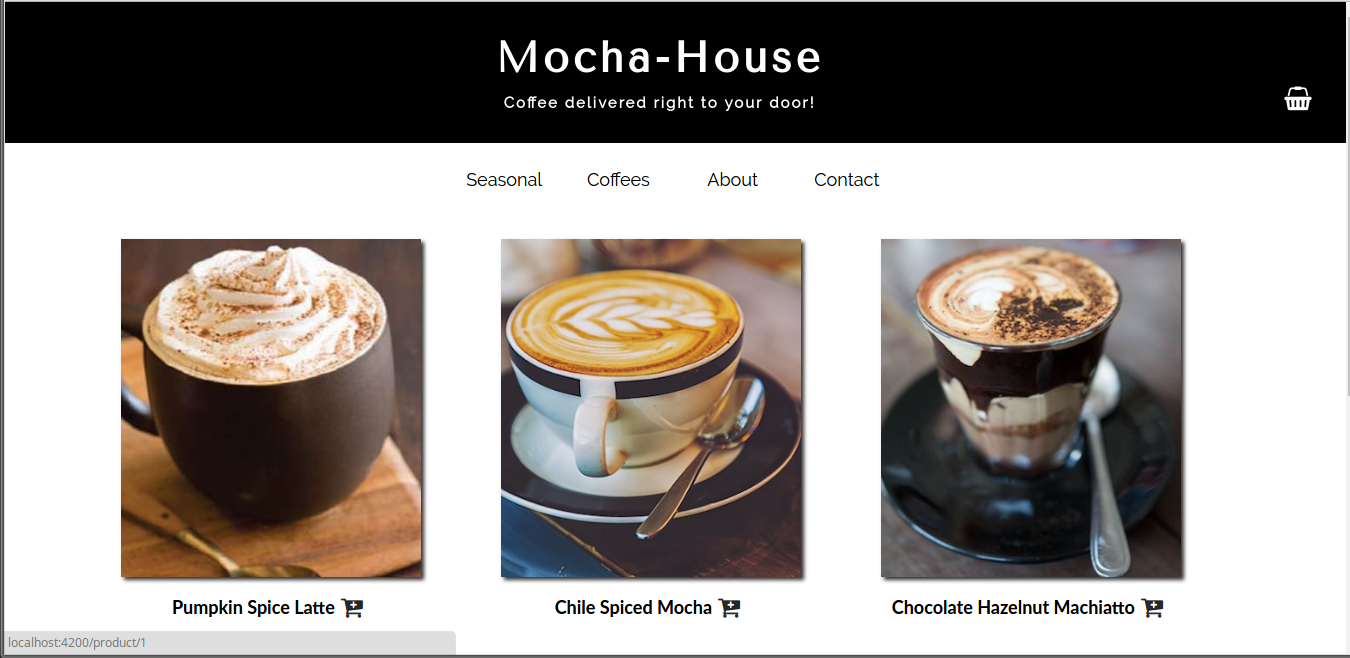 Mocha-House
Coffee delivered right to your door!
Seasonal Coffees About Contact
Pumpkin Spice Latte Chile Spiced Mocha Chocolate Hazelnut Machiatto
localhost:4200/product/1